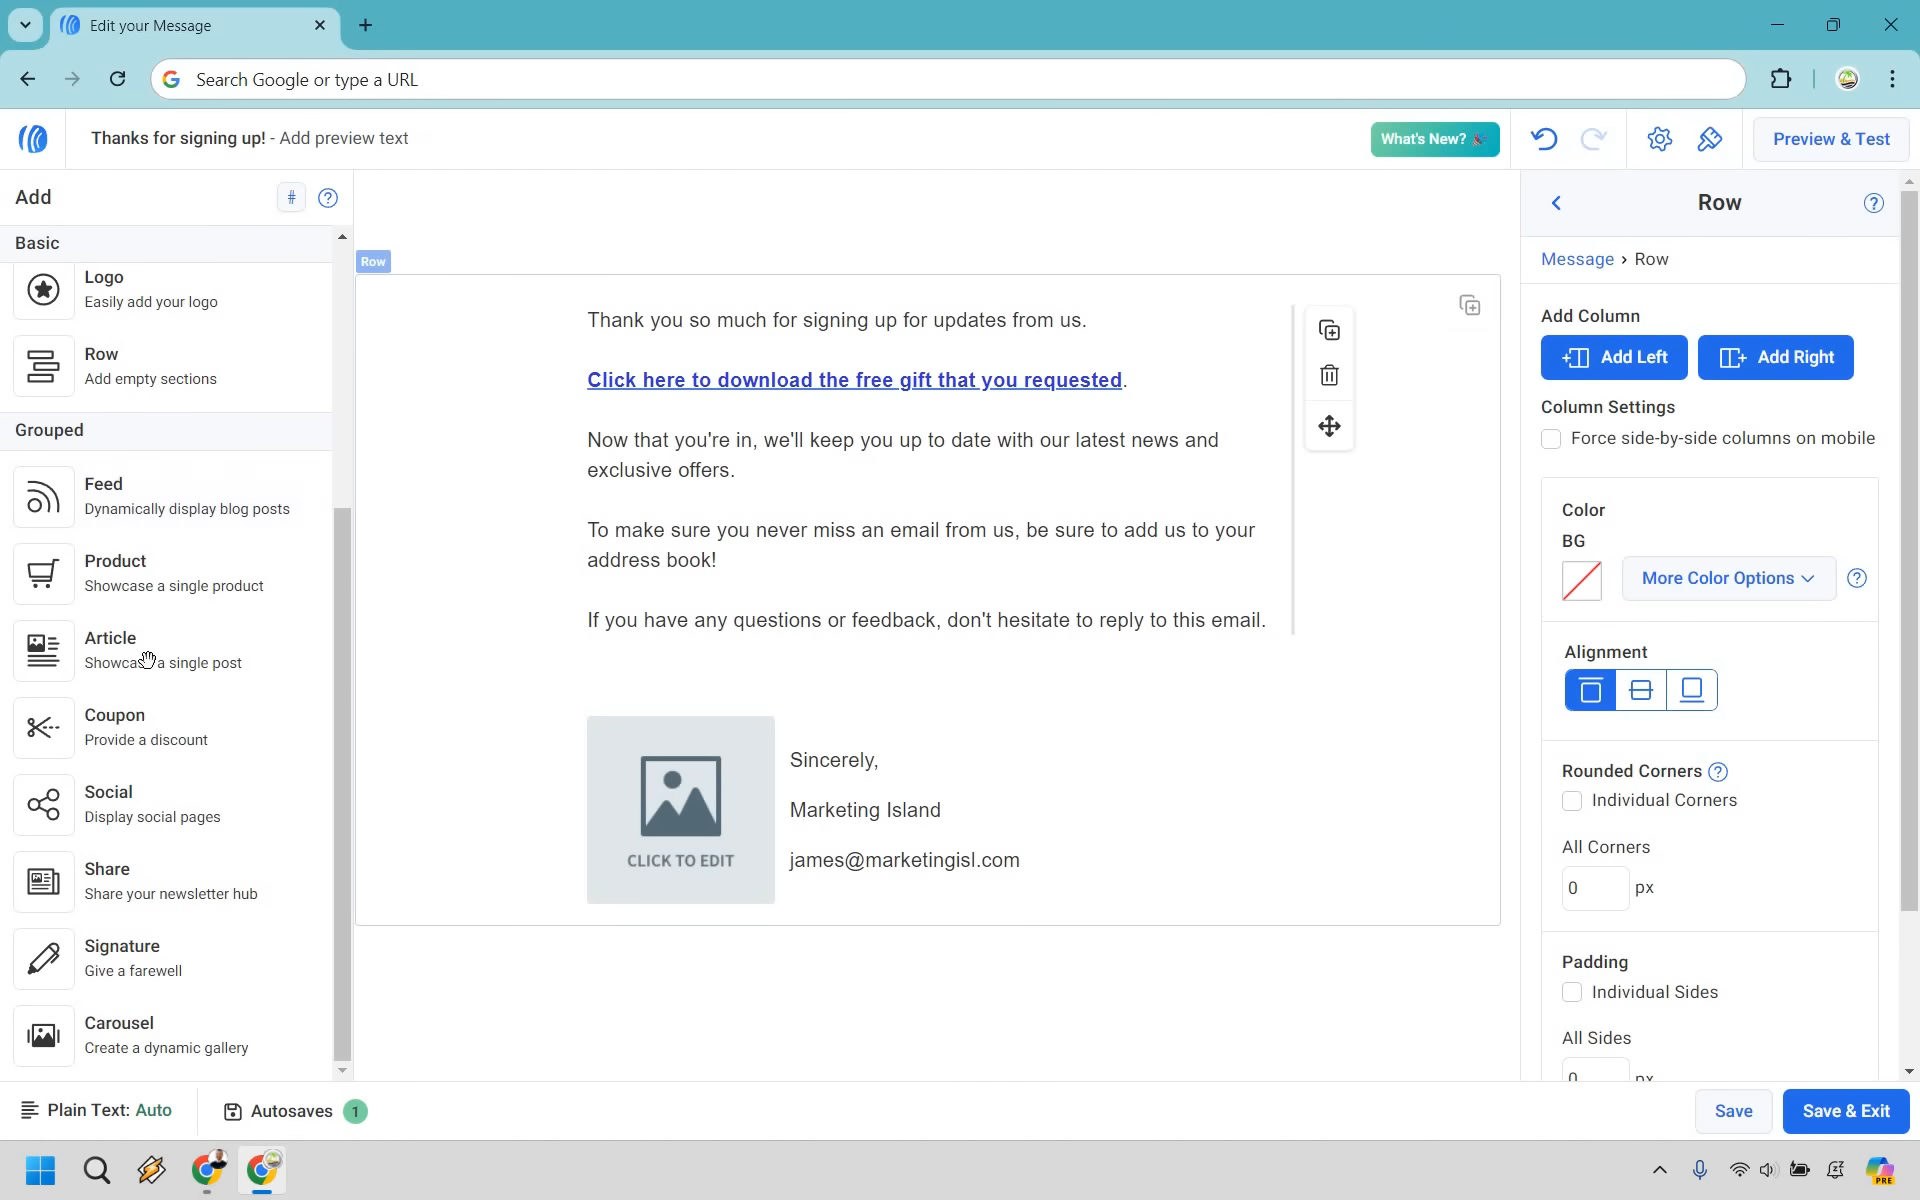 Edit your Message
Search Google or type a URL
Thanks for signing up! - Add preview text
What's New?
Preview & Test
Add
#
?
Basic
Logo
Easily add your logo
Row
Add empty sections
Grouped
Feed
Dynamically display blog posts
Product
Showcase a single product
Article
Showcase a single post
Coupon
Provide a discount
Social
Display social pages
Share
Share your newsletter hub
Signature
Give a farewell
Carousel
Create a dynamic gallery
Row
Thank you so much for signing up for updates from us.
Click here to download the free gift that you requested.
Now that you're in, we'll keep you up to date with our latest news and
exclusive offers.
To make sure you never miss an email from us, be sure to add us to your
address book!
If you have any questions or feedback, don't hesitate to reply to this email.
CLICK TO EDIT
Sincerely,
Marketing Island
james@marketingisl.com
Row
?
Message › Row
Add Column
Add Left
Add Right
Column Settings
Force side-by-side columns on mobile
Color
BG
More Color Options
?
Alignment
Rounded Corners ?
Individual Corners
All Corners
0 px
Padding
Individual Sides
All Sides
0 px
Plain Text: Auto
Autosaves 1
Save
Save & Exit
PRE